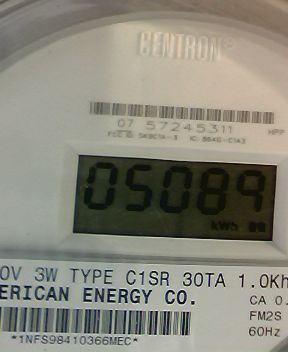 CENTRON®
07 57245311
HPP
05089
kWh
0V 3W TYPE C1SR 30TA 1.0Kh
ERICAN ENERGY CO.
CA 0.
FM2S
60Hz
*1NFS98410366MEC*